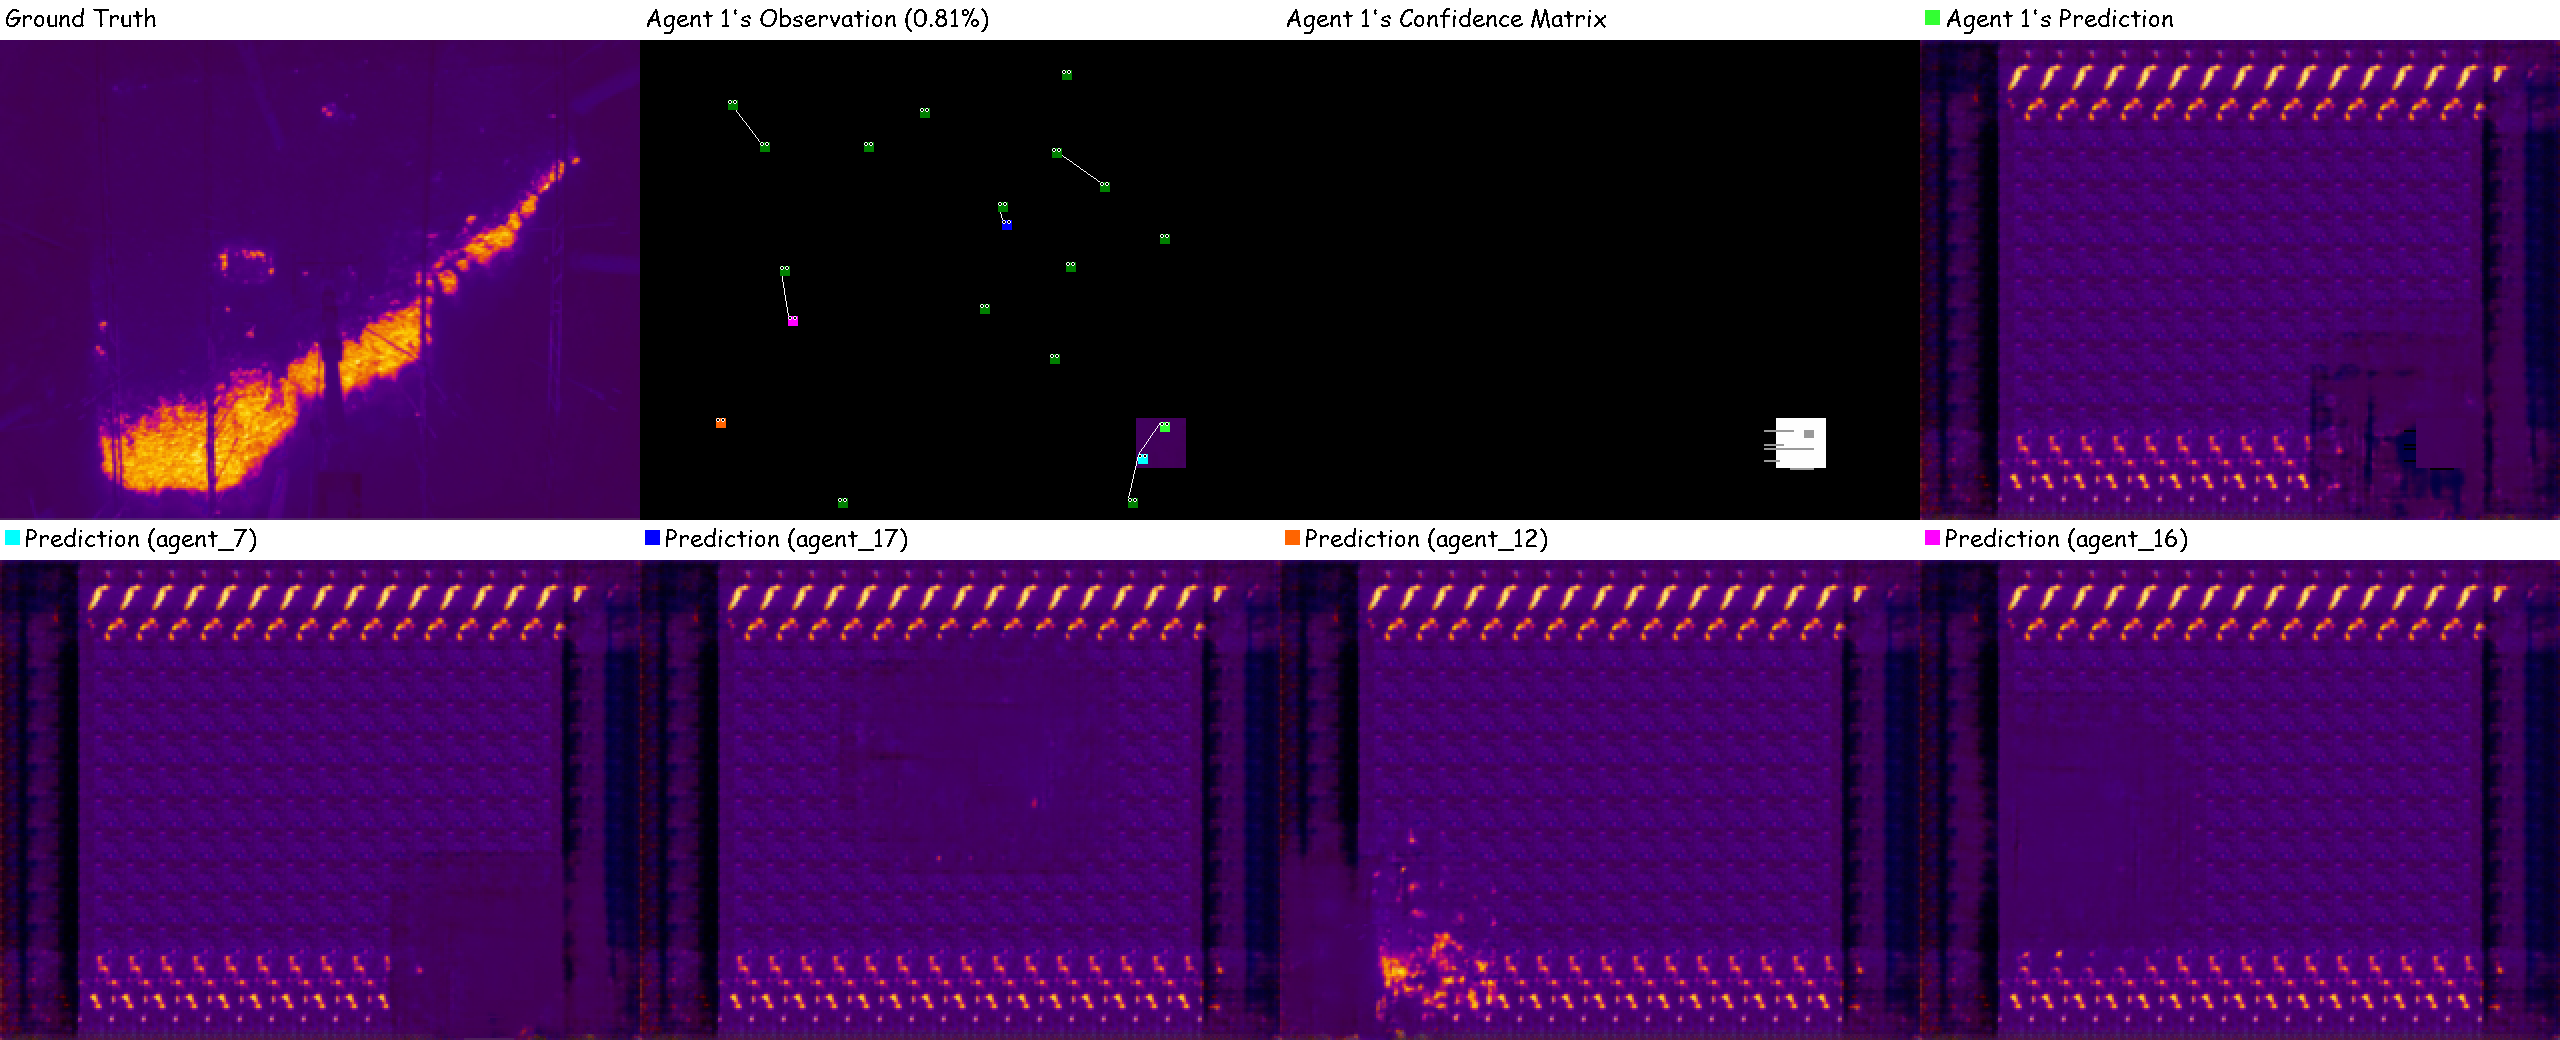 Ground Truth
Agent 1's Observation (0.81%)
Agent 1's Confidence Matrix
Agent 1's Prediction
Prediction (agent_7)
Prediction (agent_17)
Prediction (agent_12)
Prediction (agent_16)